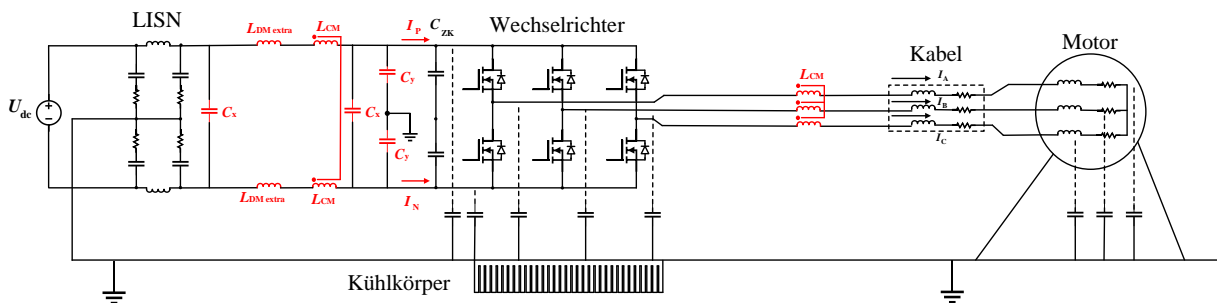 LISN
Wechselrichter
Kabel
Motor
L_DM extra
L_CM
I_P
C_ZK
U_dc
+
−
C_x
C_x
C_y
C_y
L_CM
I_A
I_B
I_C
L_DM extra
L_CM
I_N
Kühlkörper